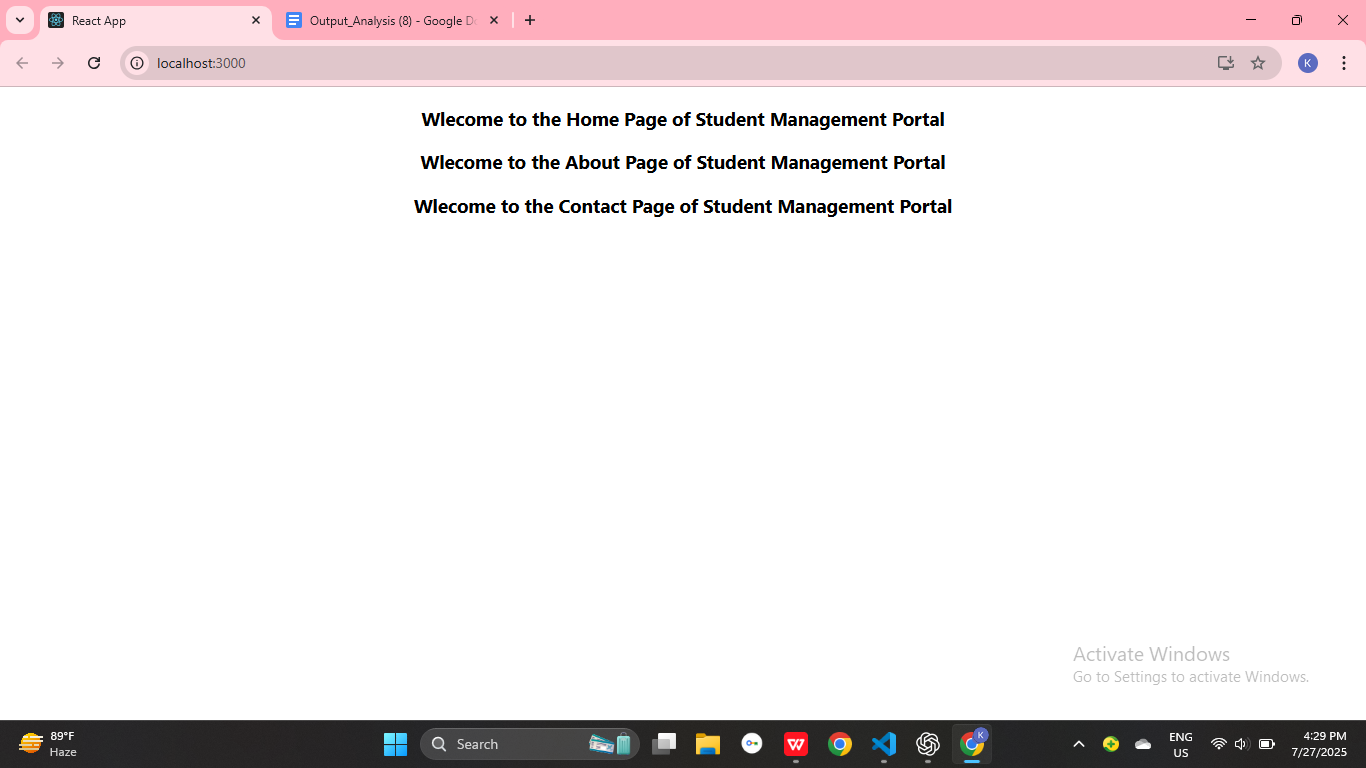 React App
Output_Analysis (8) - Google D
localhost:3000
K
Wlecome to the Home Page of Student Management Portal
Wlecome to the About Page of Student Management Portal
Wlecome to the Contact Page of Student Management Portal
Activate Windows
Go to Settings to activate Windows.
89°F
Haze
Search
W
K
ENG
US
4:29 PM
7/27/2025